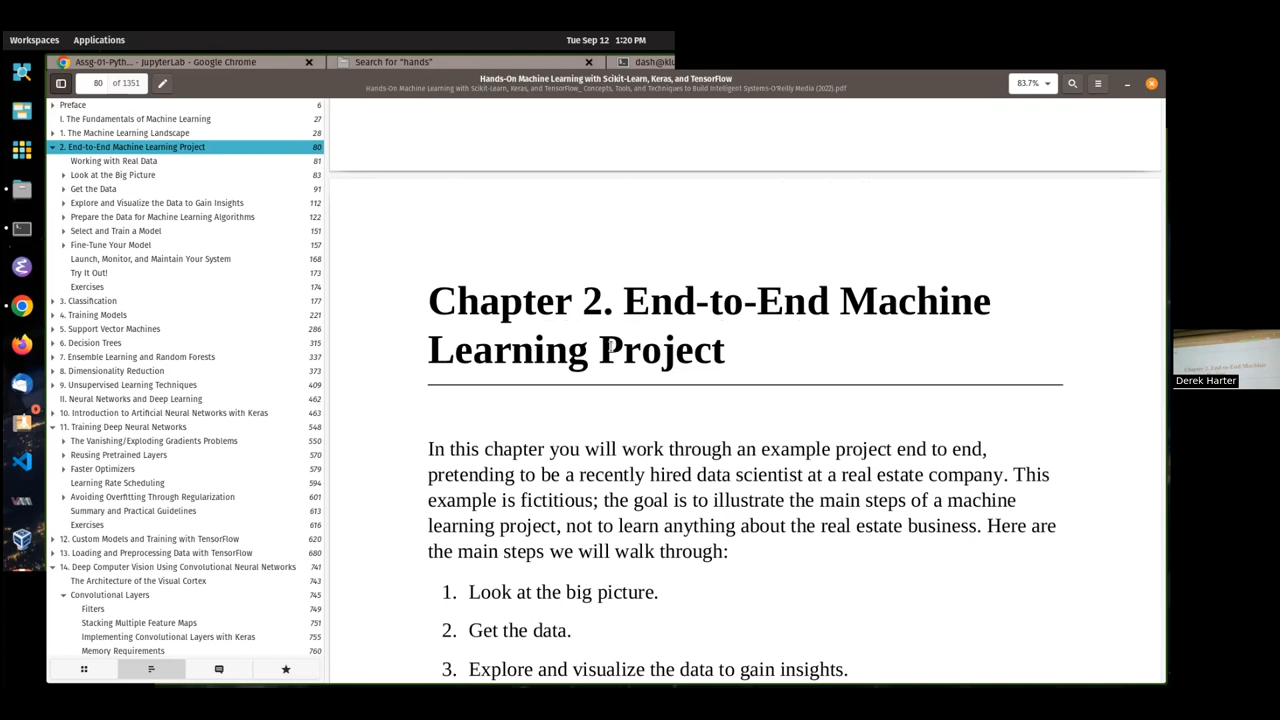 Workspaces Applications Tue Sep 12 1:20 PM
Assg-01-Pyth... - JupyterLab - Google Chrome Search for "hands" dash@klu
80 of 1351 Hands-On Machine Learning with Scikit-Learn, Keras, and TensorFlow 83.7%
Hands-On Machine Learning with Scikit-Learn, Keras, and TensorFlow_ Concepts, Tools, and Techniques to Build Intelligent Systems-O'Reilly Media (2022).pdf
Preface 6
I. The Fundamentals of Machine Learning 27
1. The Machine Learning Landscape 28
2. End-to-End Machine Learning Project 80
Working with Real Data 81
Look at the Big Picture 83
Get the Data 91
Explore and Visualize the Data to Gain Insights 112
Prepare the Data for Machine Learning Algorithms 122
Select and Train a Model 151
Fine-Tune Your Model 157
Launch, Monitor, and Maintain Your System 168
Try It Out! 173
Exercises 174
3. Classification 177
4. Training Models 221
5. Support Vector Machines 286
6. Decision Trees 315
7. Ensemble Learning and Random Forests 337
8. Dimensionality Reduction 373
9. Unsupervised Learning Techniques 409
II. Neural Networks and Deep Learning 462
10. Introduction to Artificial Neural Networks with Keras 463
11. Training Deep Neural Networks 548
The Vanishing/Exploding Gradients Problems 550
Reusing Pretrained Layers 570
Faster Optimizers 579
Learning Rate Scheduling 594
Avoiding Overfitting Through Regularization 601
Summary and Practical Guidelines 613
Exercises 616
12. Custom Models and Training with TensorFlow 620
13. Loading and Preprocessing Data with TensorFlow 680
14. Deep Computer Vision Using Convolutional Neural Networks 741
The Architecture of the Visual Cortex 743
Convolutional Layers 745
Filters 749
Stacking Multiple Feature Maps 751
Implementing Convolutional Layers with Keras 755
Memory Requirements 760
Chapter 2. End-to-End Machine
Learning Project
In this chapter you will work through an example project end to end,
pretending to be a recently hired data scientist at a real estate company. This
example is fictitious; the goal is to illustrate the main steps of a machine
learning project, not to learn anything about the real estate business. Here are
the main steps we will walk through:
1. Look at the big picture.
2. Get the data.
3. Explore and visualize the data to gain insights.
Chapter 2. End-to-End Machine
Derek Harter